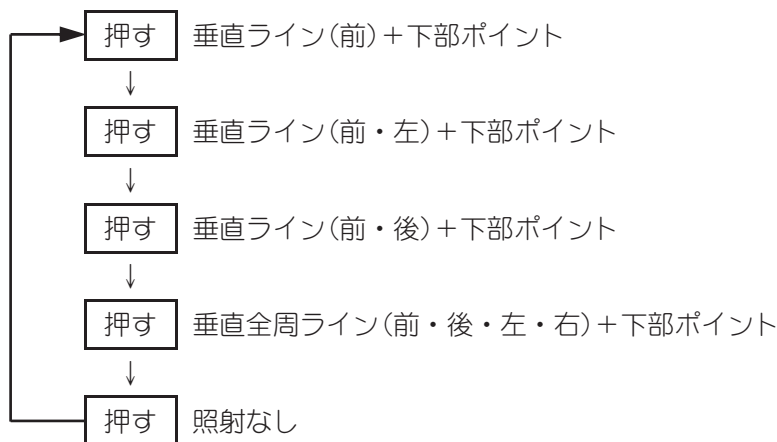 押す 垂直ライン(前)+下部ポイント
↓
押す 垂直ライン(前・左)+下部ポイント
↓
押す 垂直ライン(前・後)+下部ポイント
↓
押す 垂直全周ライン(前・後・左・右)+下部ポイント
↓
押す 照射なし